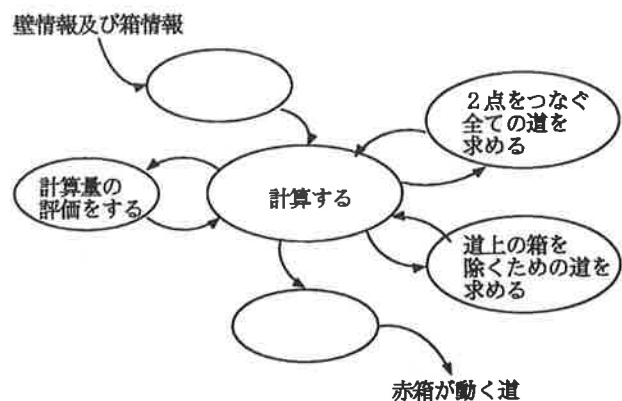 壁情報及び箱情報
2点をつなぐ
全ての道を
求める
計算量の
評価をする
計算する
道上の箱を
除くための道を
求める
赤箱が動く道